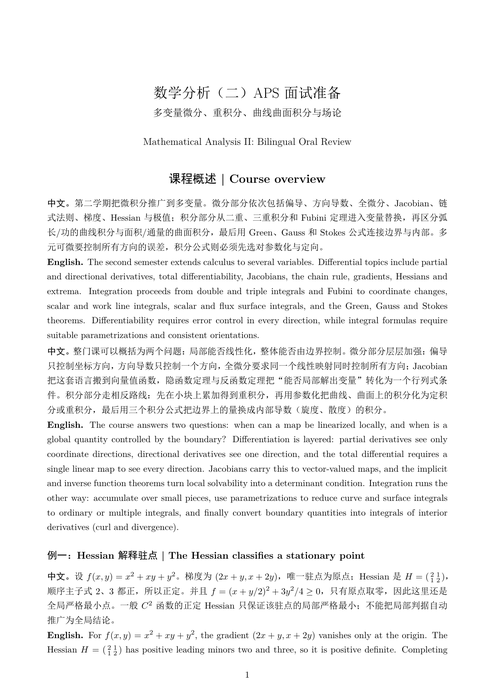 数学分析（二）APS 面试准备
多变量微分、重积分、曲线曲面积分与场论
Mathematical Analysis II: Bilingual Oral Review
课程概述 | Course overview
中文。第二学期把微积分推广到多变量。微分部分依次包括偏导、方向导数、全微分、Jacobian、链
式法则、梯度、Hessian 与极值；积分部分从二重、三重积分和 Fubini 定理进入变量替换，再区分弧
长/功的曲线积分与面积/通量的曲面积分，最后用 Green、Gauss 和 Stokes 公式连接边界与内部。多
元可微要控制所有方向的误差，积分公式则必须先选对参数化与定向。
English. The second semester extends calculus to several variables. Differential topics include partial
and directional derivatives, total differentiability, Jacobians, the chain rule, gradients, Hessians and
extrema. Integration proceeds from double and triple integrals and Fubini to coordinate changes,
scalar and work line integrals, scalar and flux surface integrals, and the Green, Gauss and Stokes
theorems. Differentiability requires error control in every direction, while integral formulas require
suitable parametrizations and consistent orientations.
中文。整门课可以概括为两个问题：局部能否线性化，整体能否由边界控制。微分部分层层加强：偏导
只控制坐标方向，方向导数只控制一个方向，全微分要求同一个线性映射同时控制所有方向；Jacobian
把这套语言搬到向量值函数，隐函数定理与反函数定理把“能否局部解出变量”转化为一个行列式条
件。积分部分走相反路线：先在小块上累加得到重积分，再用参数化把曲线、曲面上的积分化为定积
分或重积分，最后用三个积分公式把边界上的量换成内部导数（旋度、散度）的积分。
English. The course answers two questions: when can a map be linearized locally, and when is a
global quantity controlled by the boundary? Differentiation is layered: partial derivatives see only
coordinate directions, directional derivatives see one direction, and the total differential requires a
single linear map to see every direction. Jacobians carry this to vector-valued maps, and the implicit
and inverse function theorems turn local solvability into a determinant condition. Integration runs the
other way: accumulate over small pieces, use parametrizations to reduce curve and surface integrals
to ordinary or multiple integrals, and finally convert boundary quantities into integrals of interior
derivatives (curl and divergence).
例一：Hessian 解释驻点 | The Hessian classifies a stationary point
中文。设 f(x, y) = x² + xy + y²。梯度为 (2x + y, x + 2y)，唯一驻点为原点；Hessian 是 H = (2 1 1 2)，
顺序主子式 2、3 都正，所以正定。并且 f = (x + y/2)² + 3y²/4 ≥ 0，只有原点取零，因此这里还是
全局严格最小点。一般 C² 函数的正定 Hessian 只保证该驻点的局部严格最小；不能把局部判据自动
推广为全局结论。
English. For f(x, y) = x² + xy + y², the gradient (2x + y, x + 2y) vanishes only at the origin. The
Hessian H = (2 1 1 2) has positive leading minors two and three, so it is positive definite. Completing
1